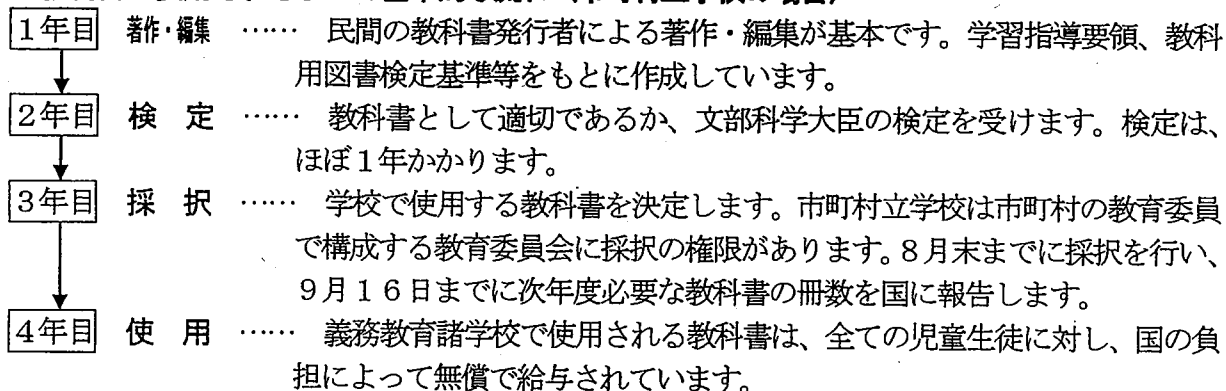 1年目 著作・編集 …… 民間の教科書発行者による著作・編集が基本です。学習指導要領、教科
用図書検定基準等をもとに作成しています。
2年目 検 定 …… 教科書として適切であるか、文部科学大臣の検定を受けます。検定は、
ほぼ1年かかります。
3年目 採 択 …… 学校で使用する教科書を決定します。市町村立学校は市町村の教育委員
で構成する教育委員会に採択の権限があります。8月末までに採択を行い、
9月16日までに次年度必要な教科書の冊数を国に報告します。
4年目 使 用 …… 義務教育諸学校で使用される教科書は、全ての児童生徒に対し、国の負
担によって無償で給与されています。